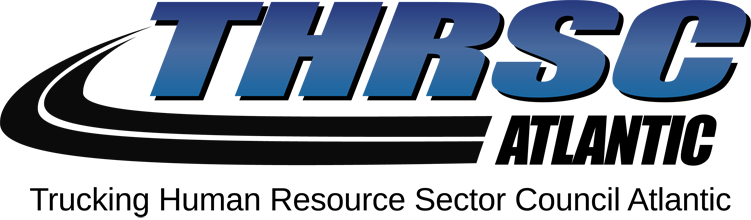 THRSC
ATLANTIC
Trucking Human Resource Sector Council Atlantic